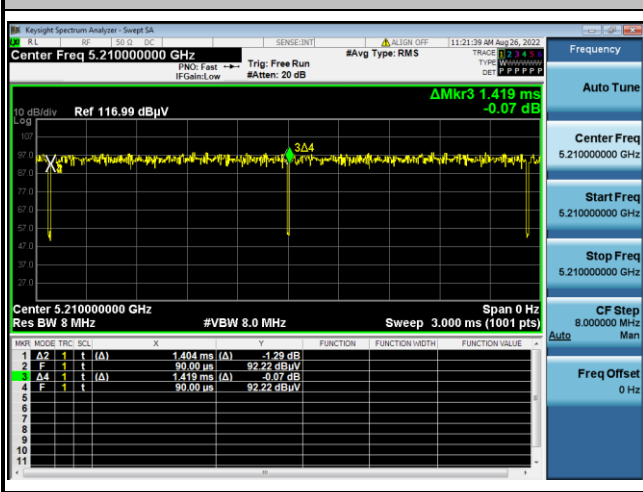 Keysight Spectrum Analyzer - Swept SA
RL RF 50 Ω DC SENSE:INT ALIGN OFF 11:21:39 AM Aug 26, 2022
Center Freq 5.210000000 GHz
PNO: Fast Trig: Free Run
IFGain:Low #Atten: 20 dB
#Avg Type: RMS
TRACE 1 2 3 4 5 6
TYPE WWWWWW
DET P P P P P P
Frequency
ΔMkr3 1.419 ms
-0.07 dB
10 dB/div Ref 116.99 dBµV
Log
107
97.0
87.0
77.0
67.0
57.0
47.0
37.0
27.0
3Δ4
Center 5.210000000 GHz Span 0 Hz
Res BW 8 MHz #VBW 8.0 MHz Sweep 3.000 ms (1001 pts)
MKR MODE TRC SCL X Y FUNCTION FUNCTION WIDTH FUNCTION VALUE
1 Δ2 1 t (Δ) 1.404 ms (Δ) -1.29 dB
2 F 1 t 90.00 µs 92.22 dBµV
3 Δ4 1 t (Δ) 1.419 ms (Δ) -0.07 dB
4 F 1 t 90.00 µs 92.22 dBµV
5
6
7
8
9
10
11
Auto Tune
Center Freq
5.210000000 GHz
Start Freq
5.210000000 GHz
Stop Freq
5.210000000 GHz
CF Step
8.000000 MHz
Auto Man
Freq Offset
0 Hz